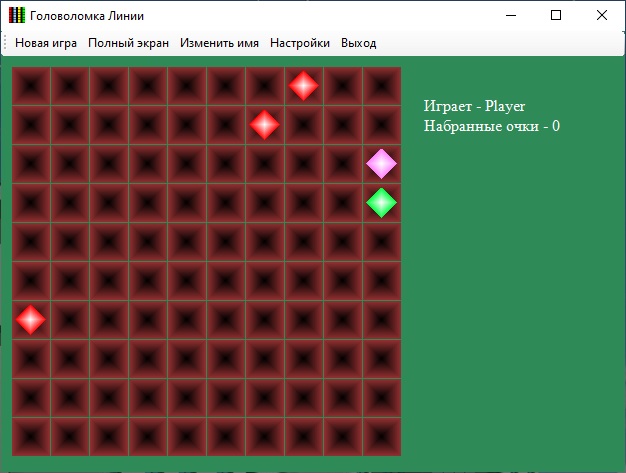 Головоломка Линии
Новая игра Полный экран Изменить имя Настройки Выход
Играет - Player
Набранные очки - 0